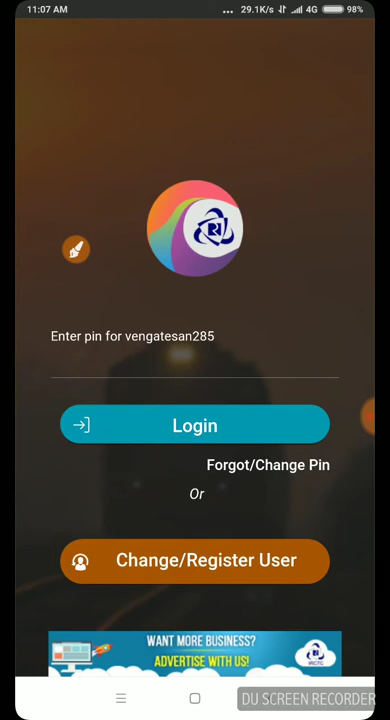 11:07 AM ... 29.1K/s 4G 98%
Enter pin for vengatesan285
Login
Forgot/Change Pin
Or
Change/Register User
WANT MORE BUSINESS?
ADVERTISE WITH US!
IRCTC
DU SCREEN RECORDER